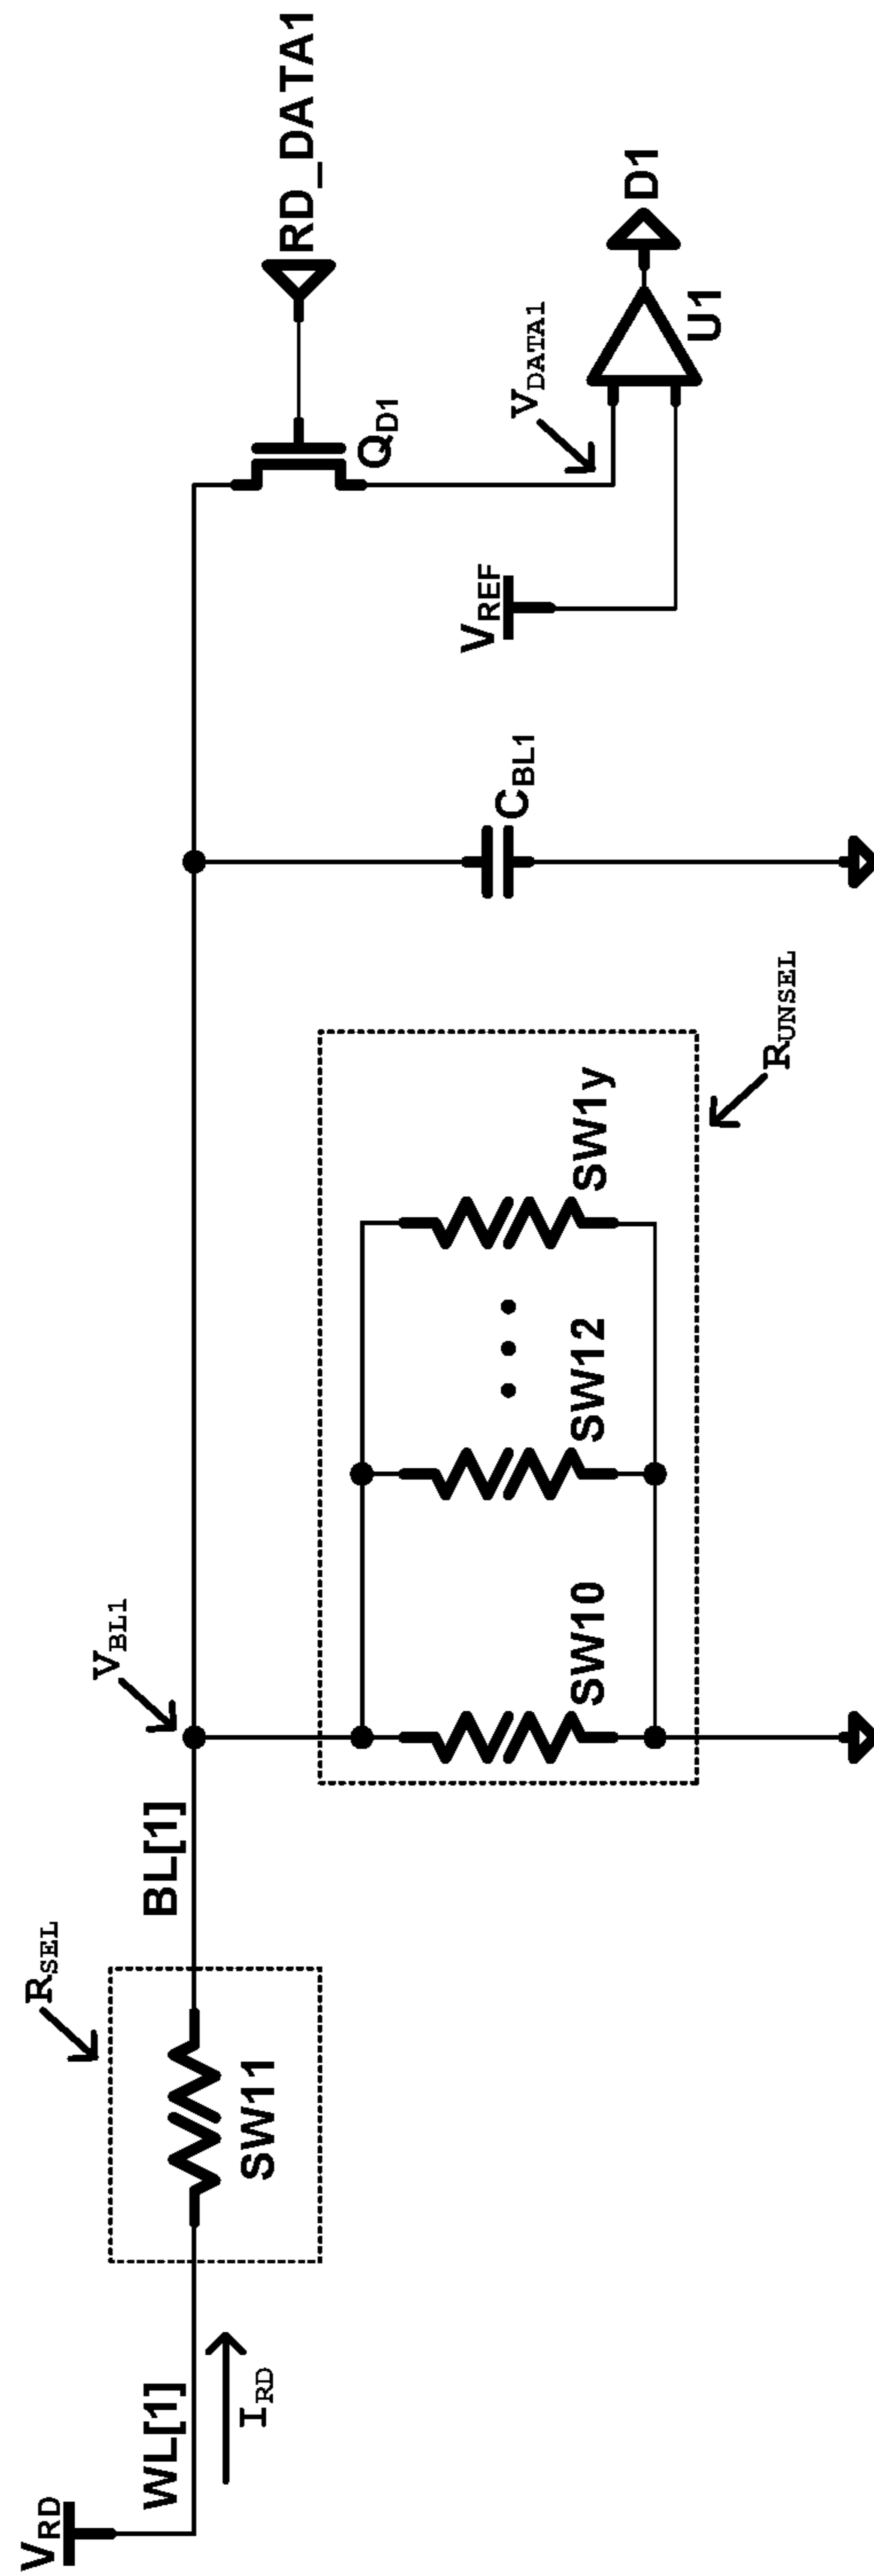 V_RD
WL[1]
I_RD
R_SEL
SW11
BL[1]
V_BL1
SW10
SW12
SW1y
R_UNSEL
C_BL1
V_REF
Q_D1
V_DATA1
RD_DATA1
U1
D1